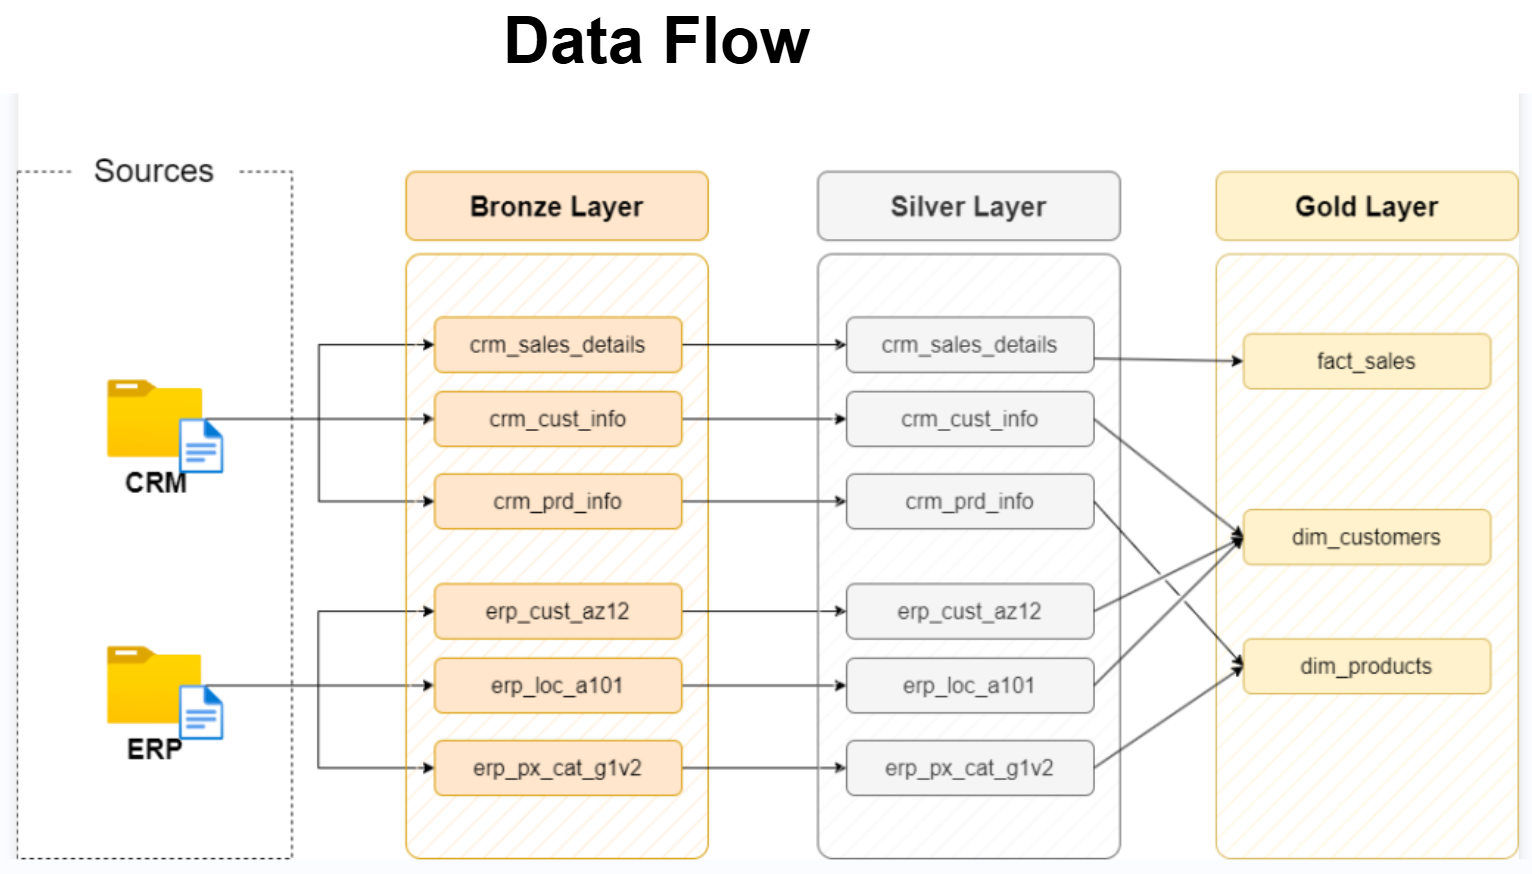 Data Flow
Sources
Bronze Layer
Silver Layer
Gold Layer
crm_sales_details
crm_sales_details
fact_sales
crm_cust_info
crm_cust_info
CRM
crm_prd_info
crm_prd_info
dim_customers
erp_cust_az12
erp_cust_az12
dim_products
erp_loc_a101
erp_loc_a101
ERP
erp_px_cat_g1v2
erp_px_cat_g1v2